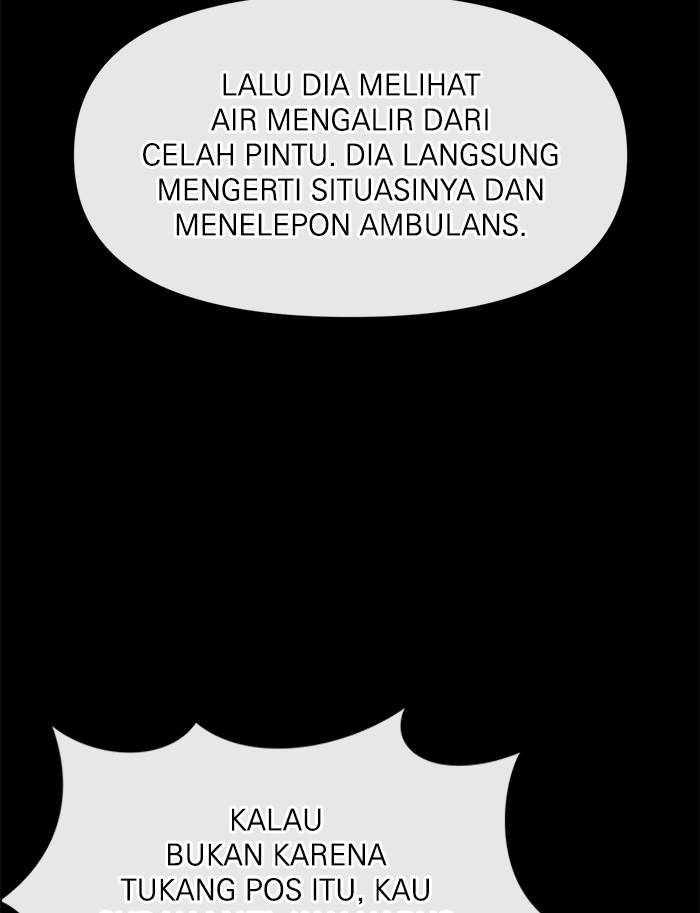 LALU DIA MELIHAT
AIR MENGALIR DARI
CELAH PINTU. DIA LANGSUNG
MENGERTI SITUASINYA DAN
MENELEPON AMBULANS.
KALAU
BUKAN KARENA
TUKANG POS ITU, KAU